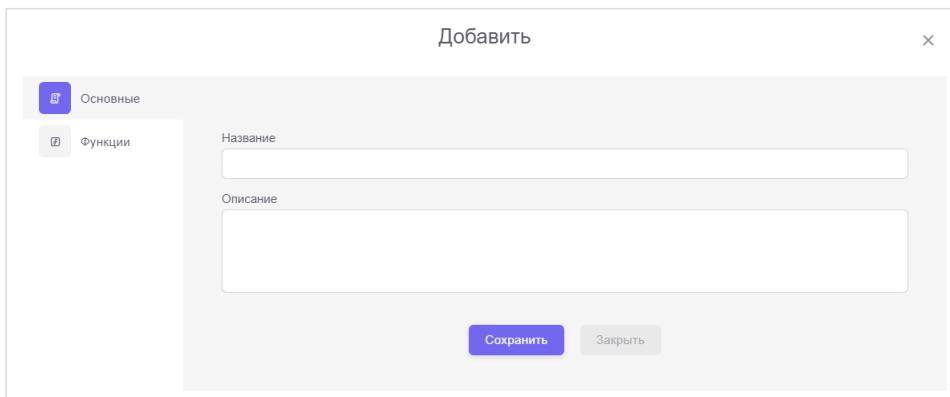 Добавить
Основные
Функции
Название
Описание
Сохранить
Закрыть